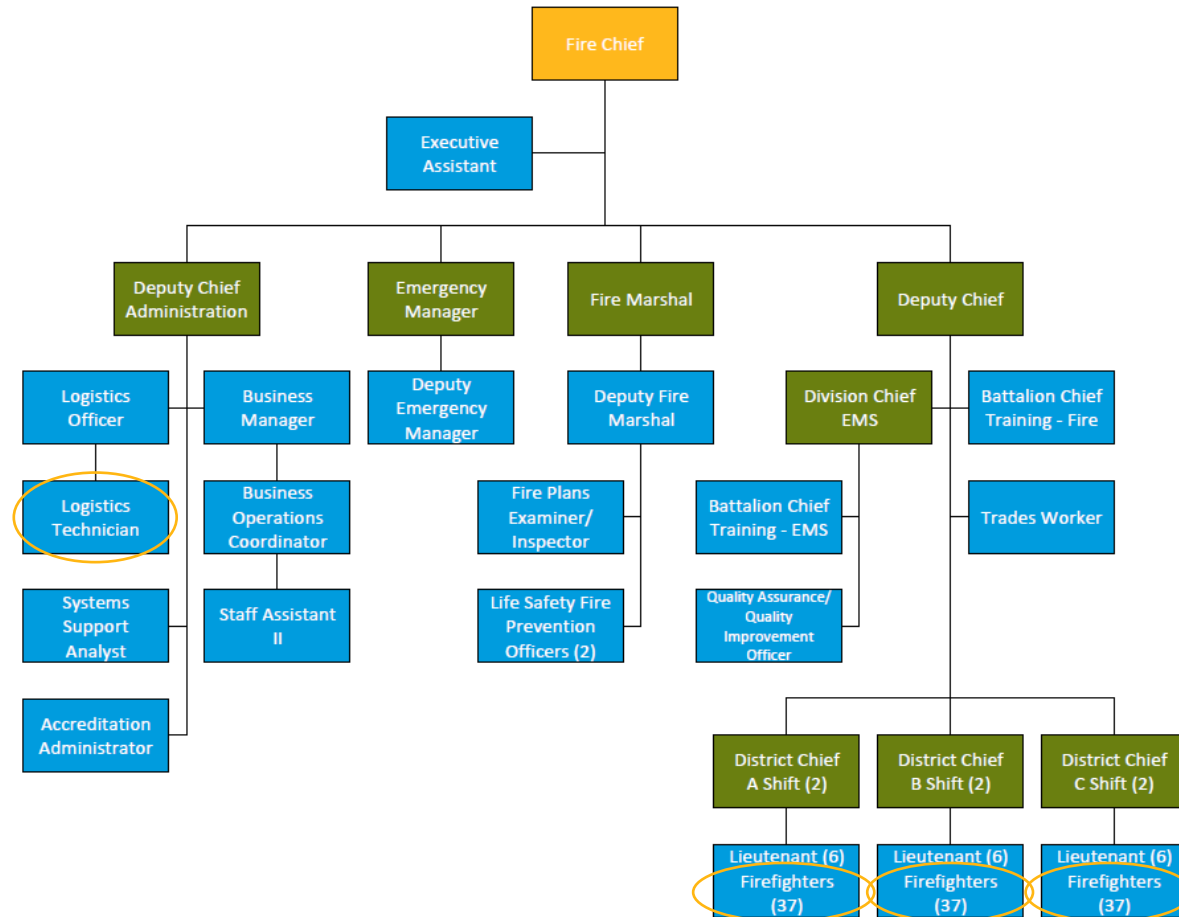 Fire Chief
Executive
Assistant
Deputy Chief
Administration
Emergency
Manager
Fire Marshal
Deputy Chief
Logistics
Officer
Business
Manager
Deputy
Emergency
Manager
Deputy Fire
Marshal
Division Chief
EMS
Battalion Chief
Training - Fire
Logistics
Technician
Business
Operations
Coordinator
Fire Plans
Examiner/
Inspector
Battalion Chief
Training - EMS
Trades Worker
Systems
Support
Analyst
Staff Assistant
II
Life Safety Fire
Prevention
Officers (2)
Quality Assurance/
Quality
Improvement
Officer
Accreditation
Administrator
District Chief
A Shift (2)
District Chief
B Shift (2)
District Chief
C Shift (2)
Lieutenant (6)
Firefighters
(37)
Lieutenant (6)
Firefighters
(37)
Lieutenant (6)
Firefighters
(37)